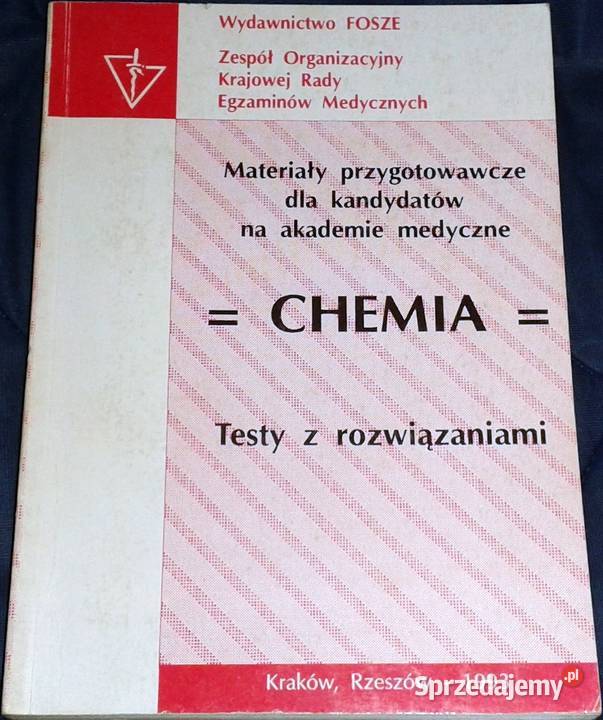 Wydawnictwo FOSZE
Zespół Organizacyjny
Krajowej Rady
Egzaminów Medycznych
Materiały przygotowawcze
dla kandydatów
na akademie medyczne
= CHEMIA =
Testy z rozwiązaniami
Kraków, Rzeszów
Sprzedajemy.pl